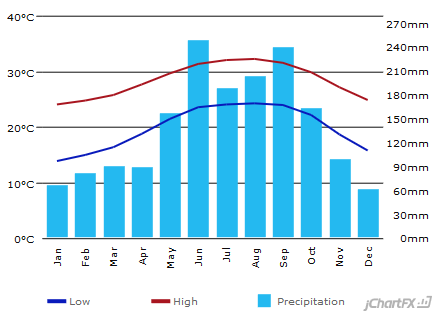 40°C
30°C
20°C
10°C
0°C
270mm
240mm
210mm
180mm
150mm
120mm
90mm
60mm
30mm
0mm
Jan Feb Mar Apr May Jun Jul Aug Sep Oct Nov Dec
Low High Precipitation
jChartFX